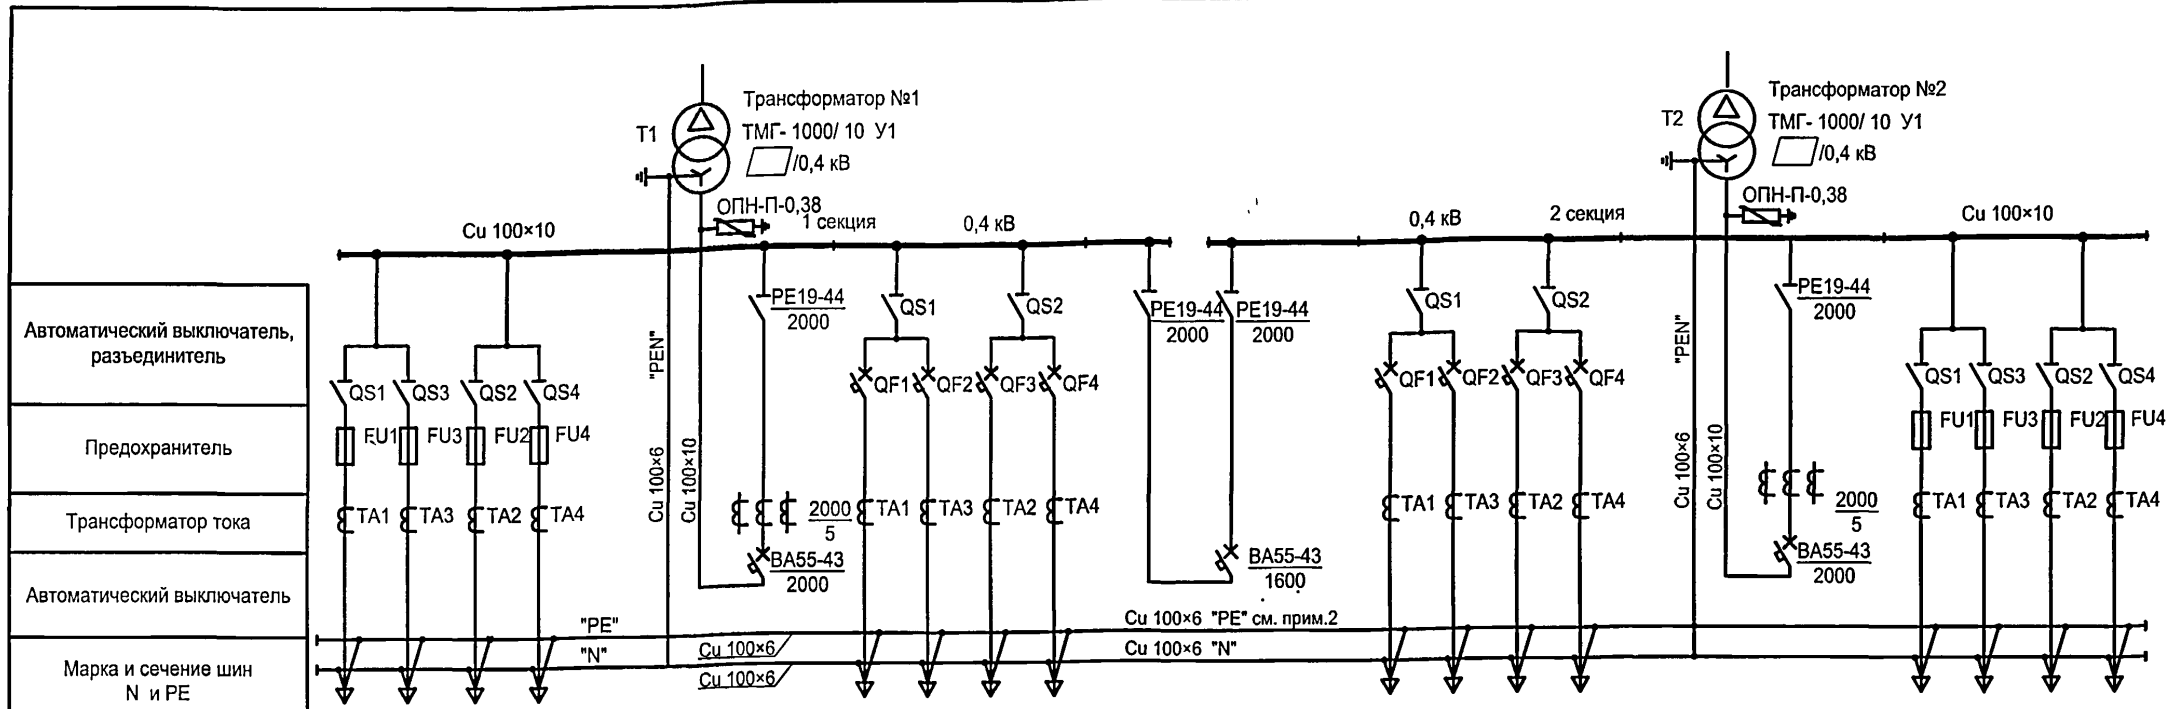 Трансформатор №1
Т1
ТМГ- 1000/ 10 У1
/0,4 кВ
ОПН-П-0,38
Трансформатор №2
Т2
ТМГ- 1000/ 10 У1
/0,4 кВ
ОПН-П-0,38
Cu 100×10
1 секция
0,4 кВ
0,4 кВ
2 секция
Cu 100×10
Автоматический выключатель,
разъединитель
Предохранитель
Трансформатор тока
Автоматический выключатель
Марка и сечение шин
N и PE
QS1
QS3
QS2
QS4
FU1
FU3
FU2
FU4
TA1
TA3
TA2
TA4
"PEN"
Cu 100×6
Cu 100×10
РЕ19-44
2000
2000
5
ВА55-43
2000
QS1
QS2
QF1
QF2
QF3
QF4
TA1
TA3
TA2
TA4
РЕ19-44
2000
РЕ19-44
2000
ВА55-43
1600
QS1
QS2
QF1
QF2
QF3
QF4
TA1
TA3
TA2
TA4
"PEN"
Cu 100×6
Cu 100×10
РЕ19-44
2000
2000
5
ВА55-43
2000
QS1
QS3
QS2
QS4
FU1
FU3
FU2
FU4
TA1
TA3
TA2
TA4
"PE"
Cu 100×6
Cu 100×6 "PE" см. прим.2
"N"
Cu 100×6
Cu 100×6 "N"